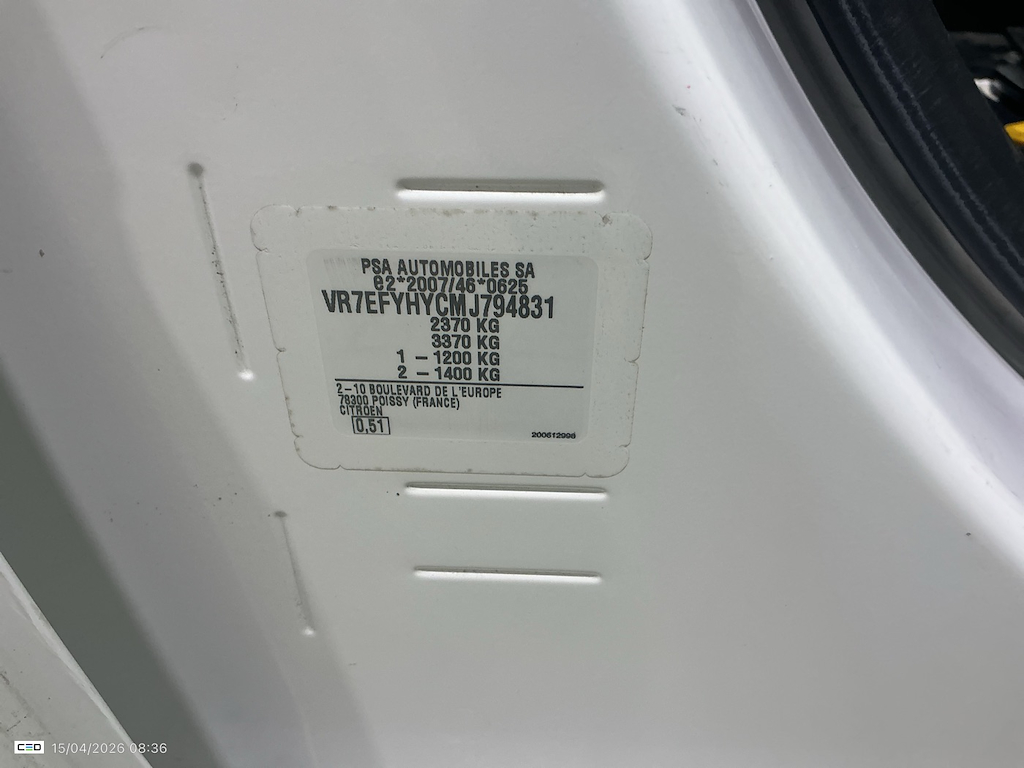 PSA AUTOMOBILES SA
e2*2007/46*0625
VR7EFYHYCMJ794831
2370 KG
3370 KG
1 – 1200 KG
2 – 1400 KG
2–10 BOULEVARD DE L'EUROPE
78300 POISSY (FRANCE)
CITROEN
0,51
200612998
CEO 15/04/2026 08:36